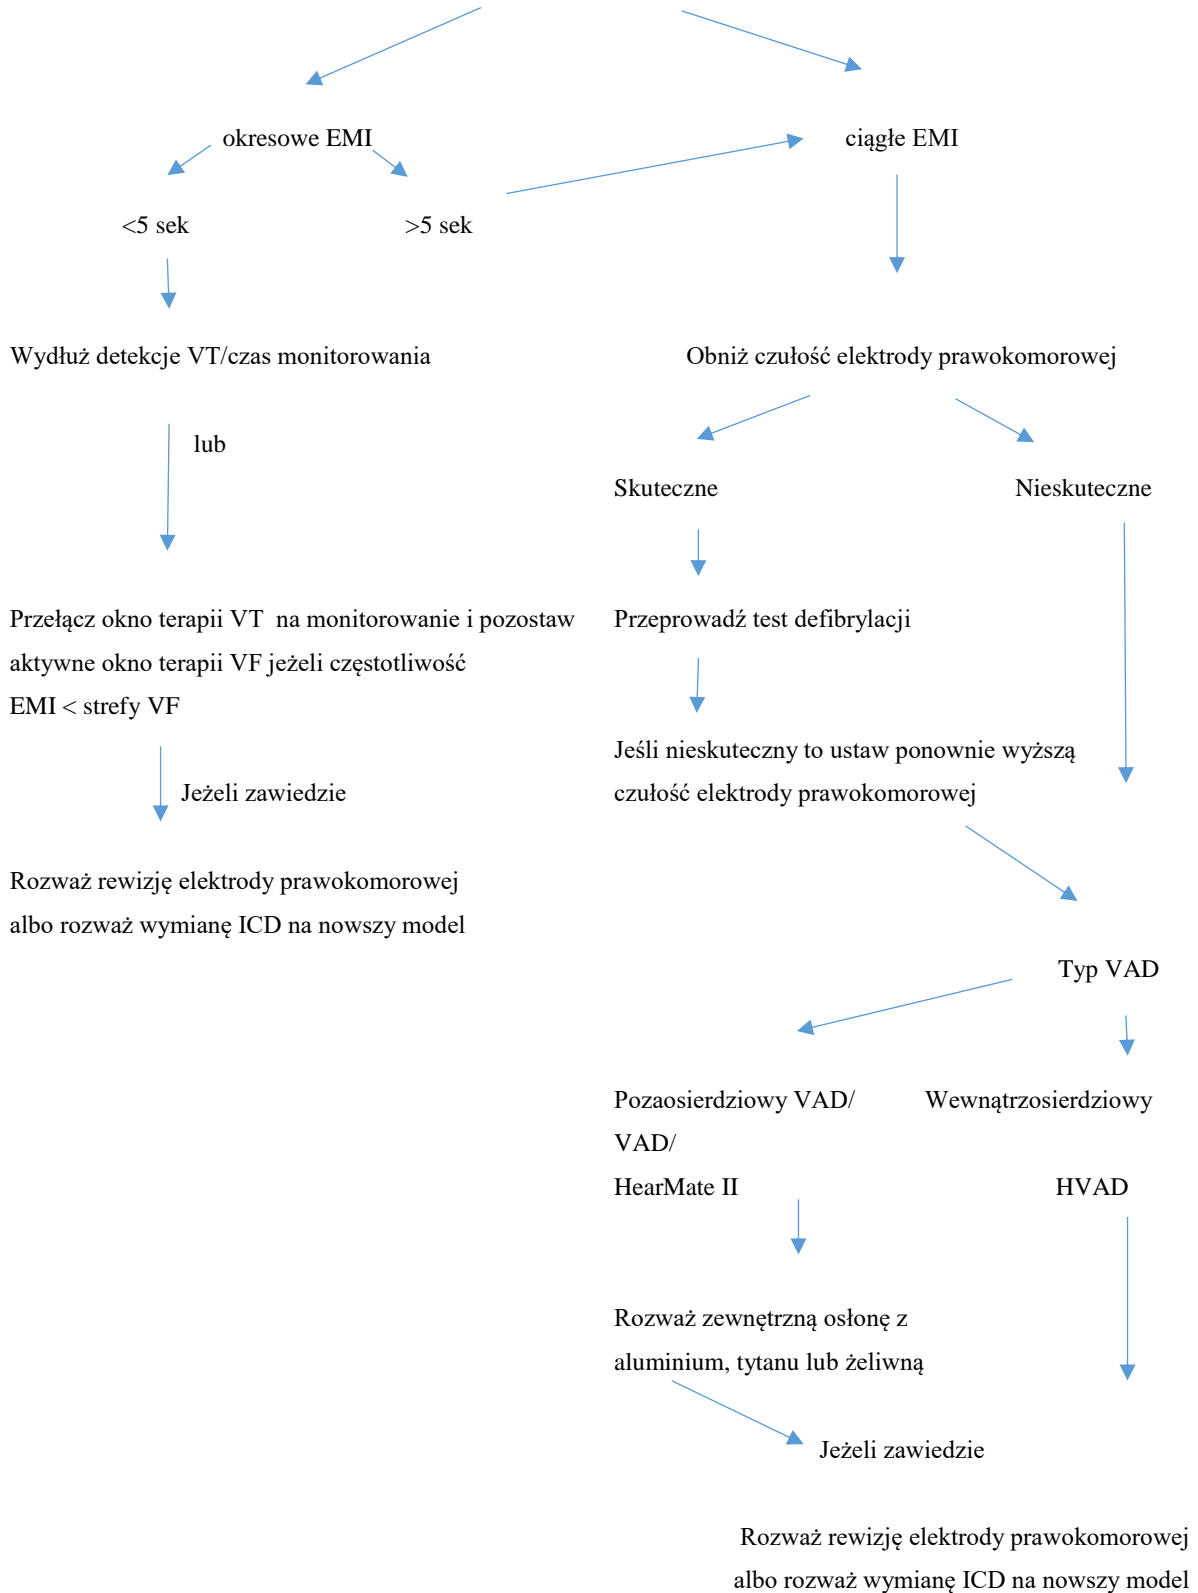 okresowe EMI
ciągłe EMI
<5 sek
>5 sek
Wydłuż detekcje VT/czas monitorowania
Obniż czułość elektrody prawokomorowej
lub
Skuteczne
Nieskuteczne
Przełącz okno terapii VT na monitorowanie i pozostaw
aktywne okno terapii VF jeżeli częstotliwość
EMI < strefy VF
Przeprowadź test defibrylacji
Jeśli nieskuteczny to ustaw ponownie wyższą
czułość elektrody prawokomorowej
Jeżeli zawiedzie
Rozważ rewizję elektrody prawokomorowej
albo rozważ wymianę ICD na nowszy model
Typ VAD
Pozaosierdziowy VAD/
VAD/
HearMate II
Wewnątrzosierdziowy
HVAD
Rozważ zewnętrzną osłonę z
aluminium, tytanu lub żeliwną
Jeżeli zawiedzie
Rozważ rewizję elektrody prawokomorowej
albo rozważ wymianę ICD na nowszy model